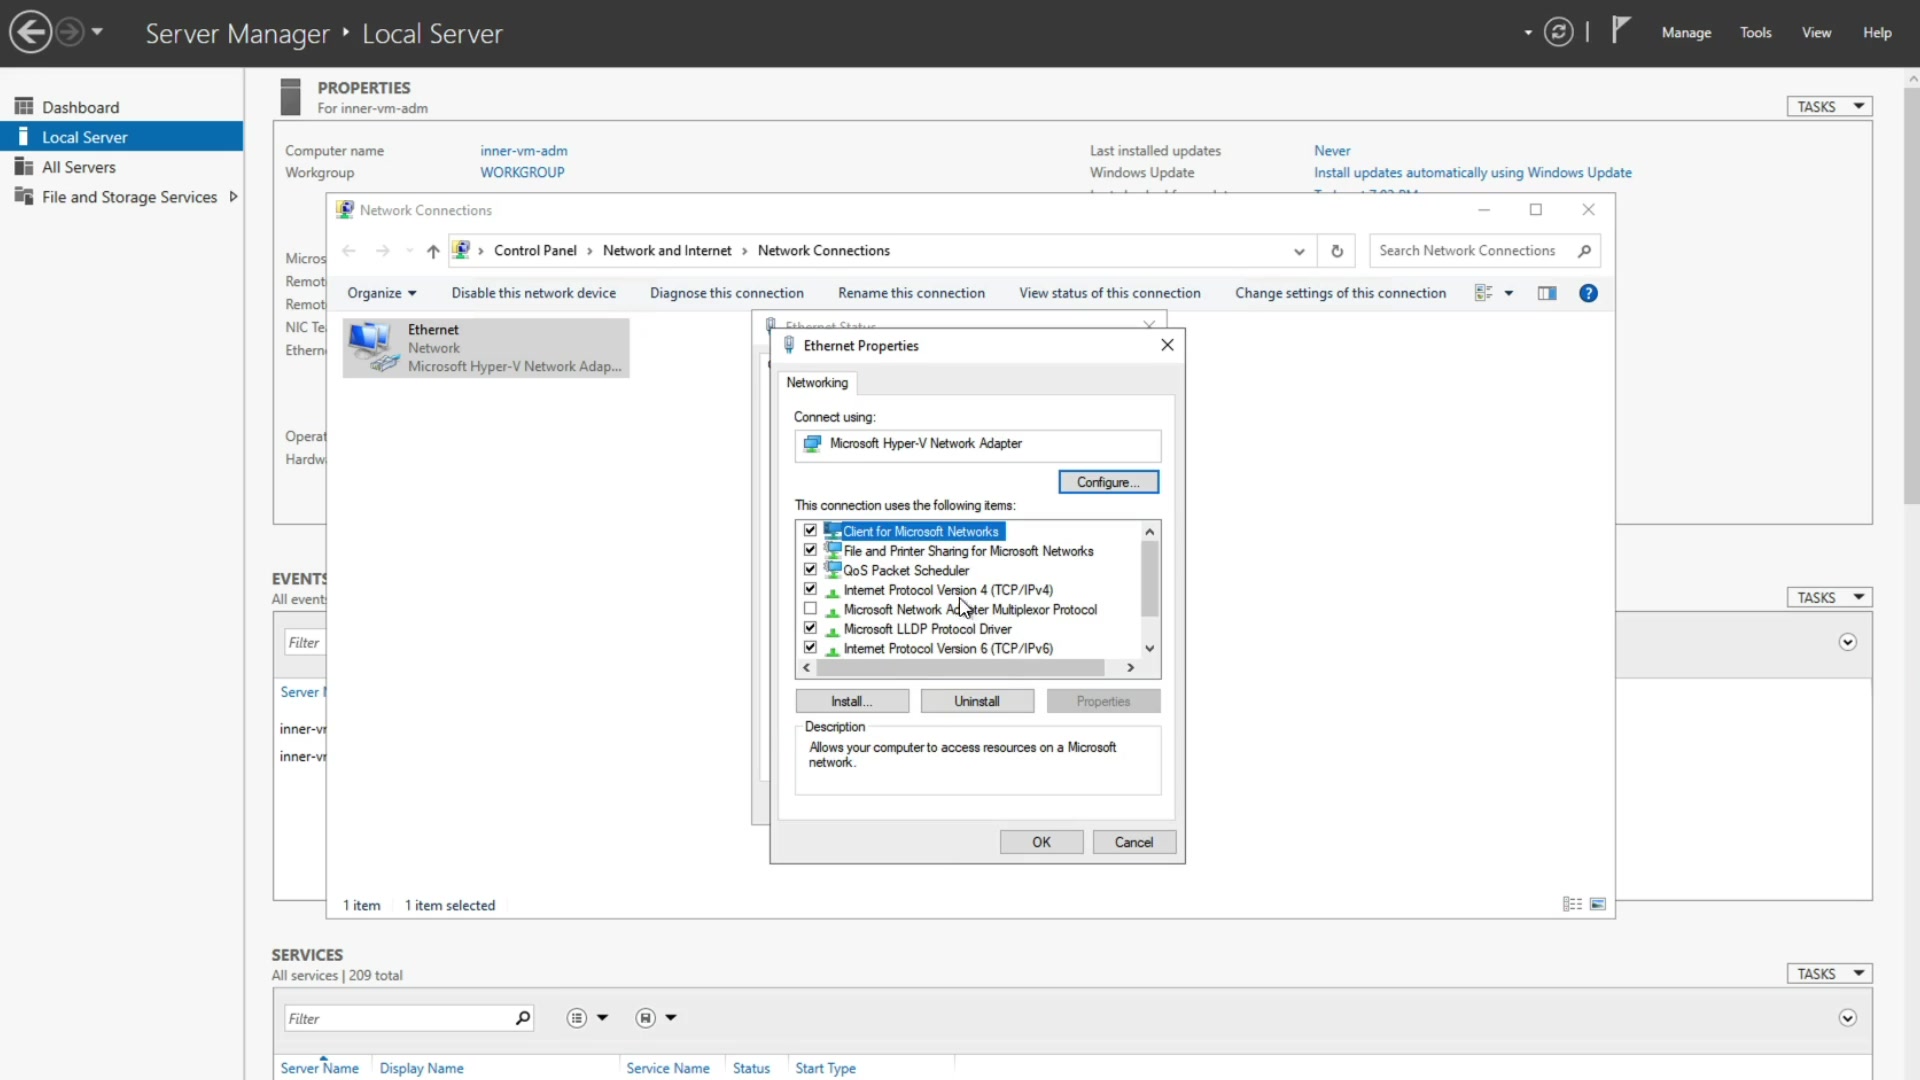 Server Manager ‣ Local Server
Manage Tools View Help
Dashboard
Local Server
All Servers
File and Storage Services
PROPERTIES
For inner-vm-adm
TASKS
Computer name inner-vm-adm
Workgroup WORKGROUP
Last installed updates Never
Windows Update Install updates automatically using Windows Update
Micros
Remot
Remot
NIC Te
Ethern
Operat
Hardw
Network Connections
Control Panel › Network and Internet › Network Connections
Search Network Connections
Organize Disable this network device Diagnose this connection Rename this connection View status of this connection Change settings of this connection
Ethernet
Network
Microsoft Hyper-V Network Adap...
Ethernet Status
Ethernet Properties
Networking
Connect using:
Microsoft Hyper-V Network Adapter
Configure...
This connection uses the following items:
Client for Microsoft Networks
File and Printer Sharing for Microsoft Networks
QoS Packet Scheduler
Internet Protocol Version 4 (TCP/IPv4)
Microsoft Network Adapter Multiplexor Protocol
Microsoft LLDP Protocol Driver
Internet Protocol Version 6 (TCP/IPv6)
Install... Uninstall Properties
Description
Allows your computer to access resources on a Microsoft
network.
OK Cancel
1 item 1 item selected
EVENTS
All event
TASKS
Filter
Server
inner-v
inner-v
SERVICES
All services | 209 total
TASKS
Filter
Server Name Display Name Service Name Status Start Type